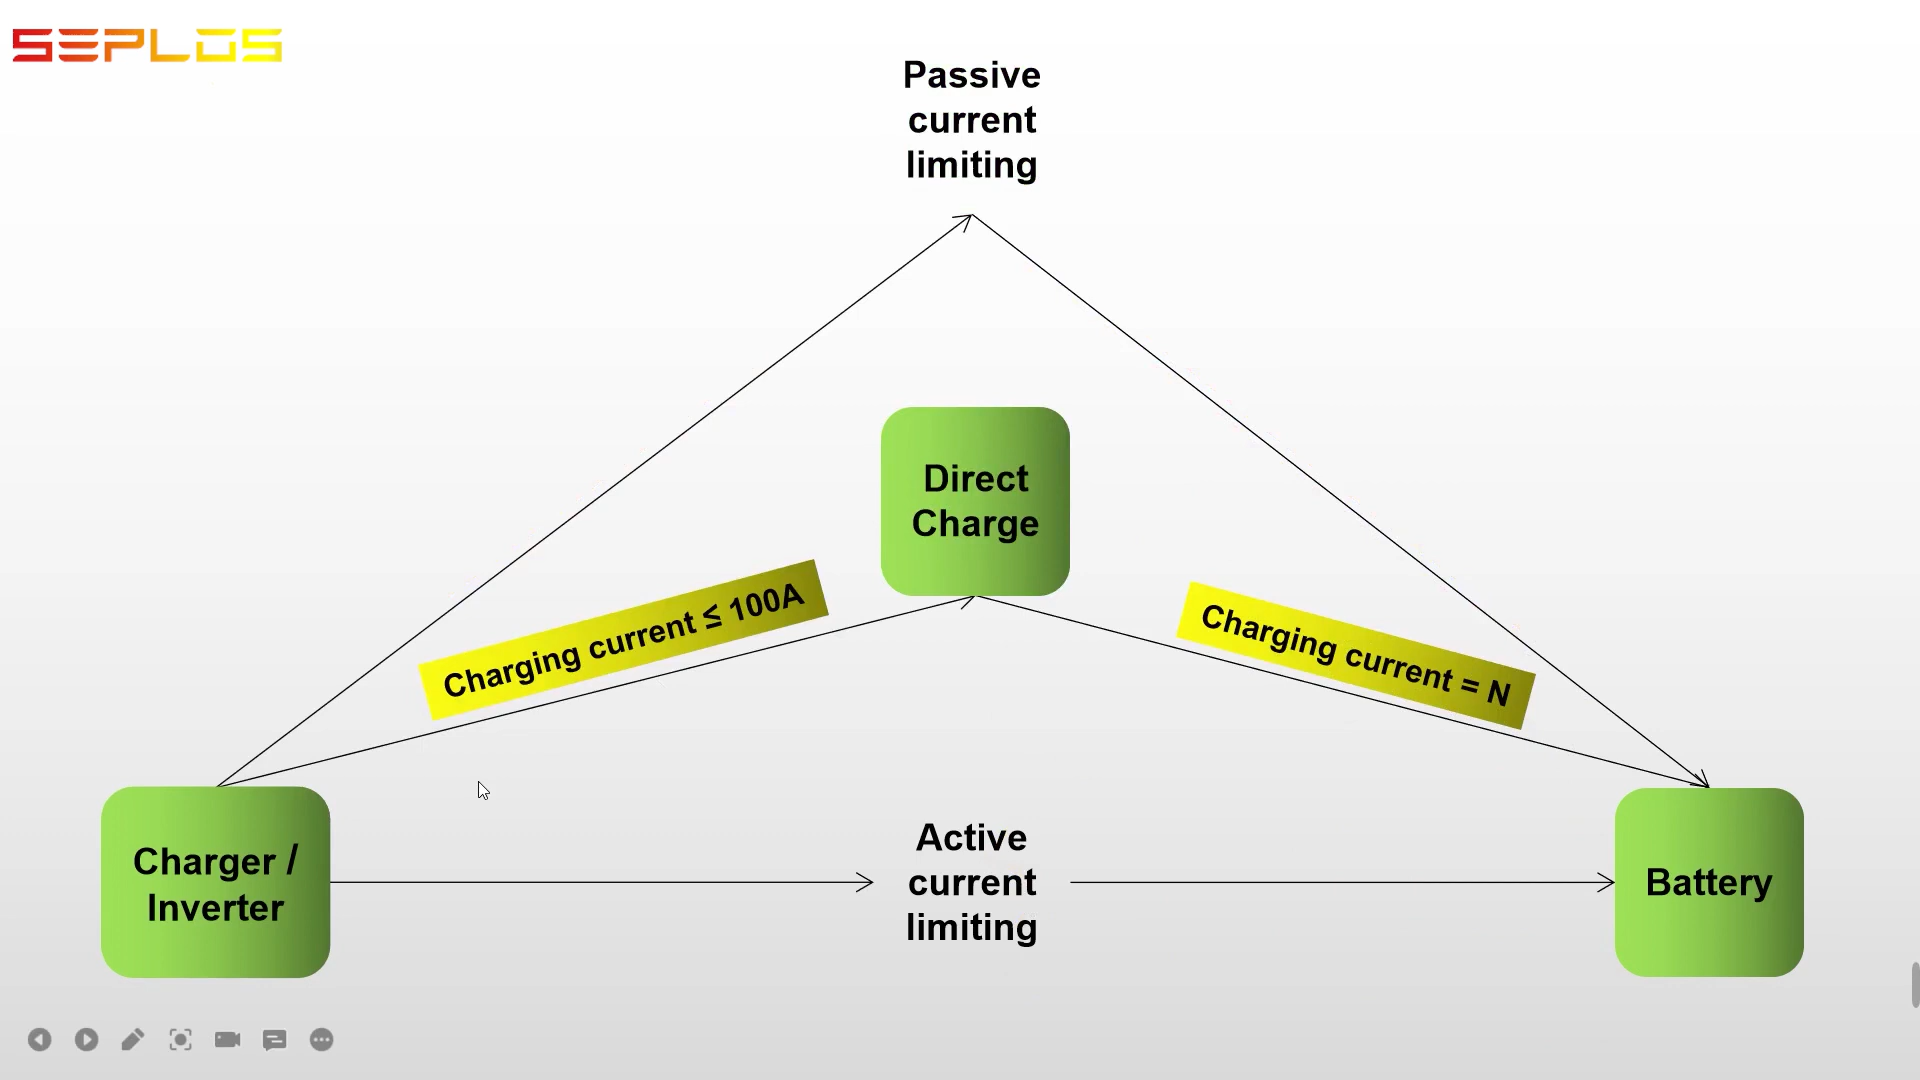 SEPLOS
Passive
current
limiting
Direct
Charge
Charging current ≤ 100A
Charging current = N
Charger /
Inverter
Active
current
limiting
Battery